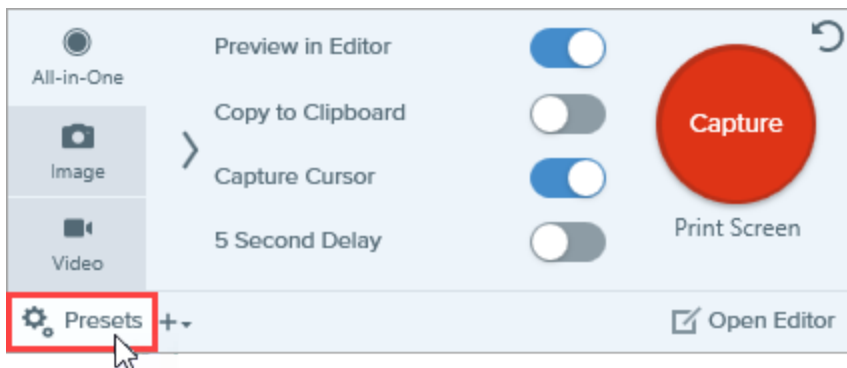 All-in-One
Image
Video
Preview in Editor
Copy to Clipboard
Capture Cursor
5 Second Delay
Capture
Print Screen
Presets
Open Editor